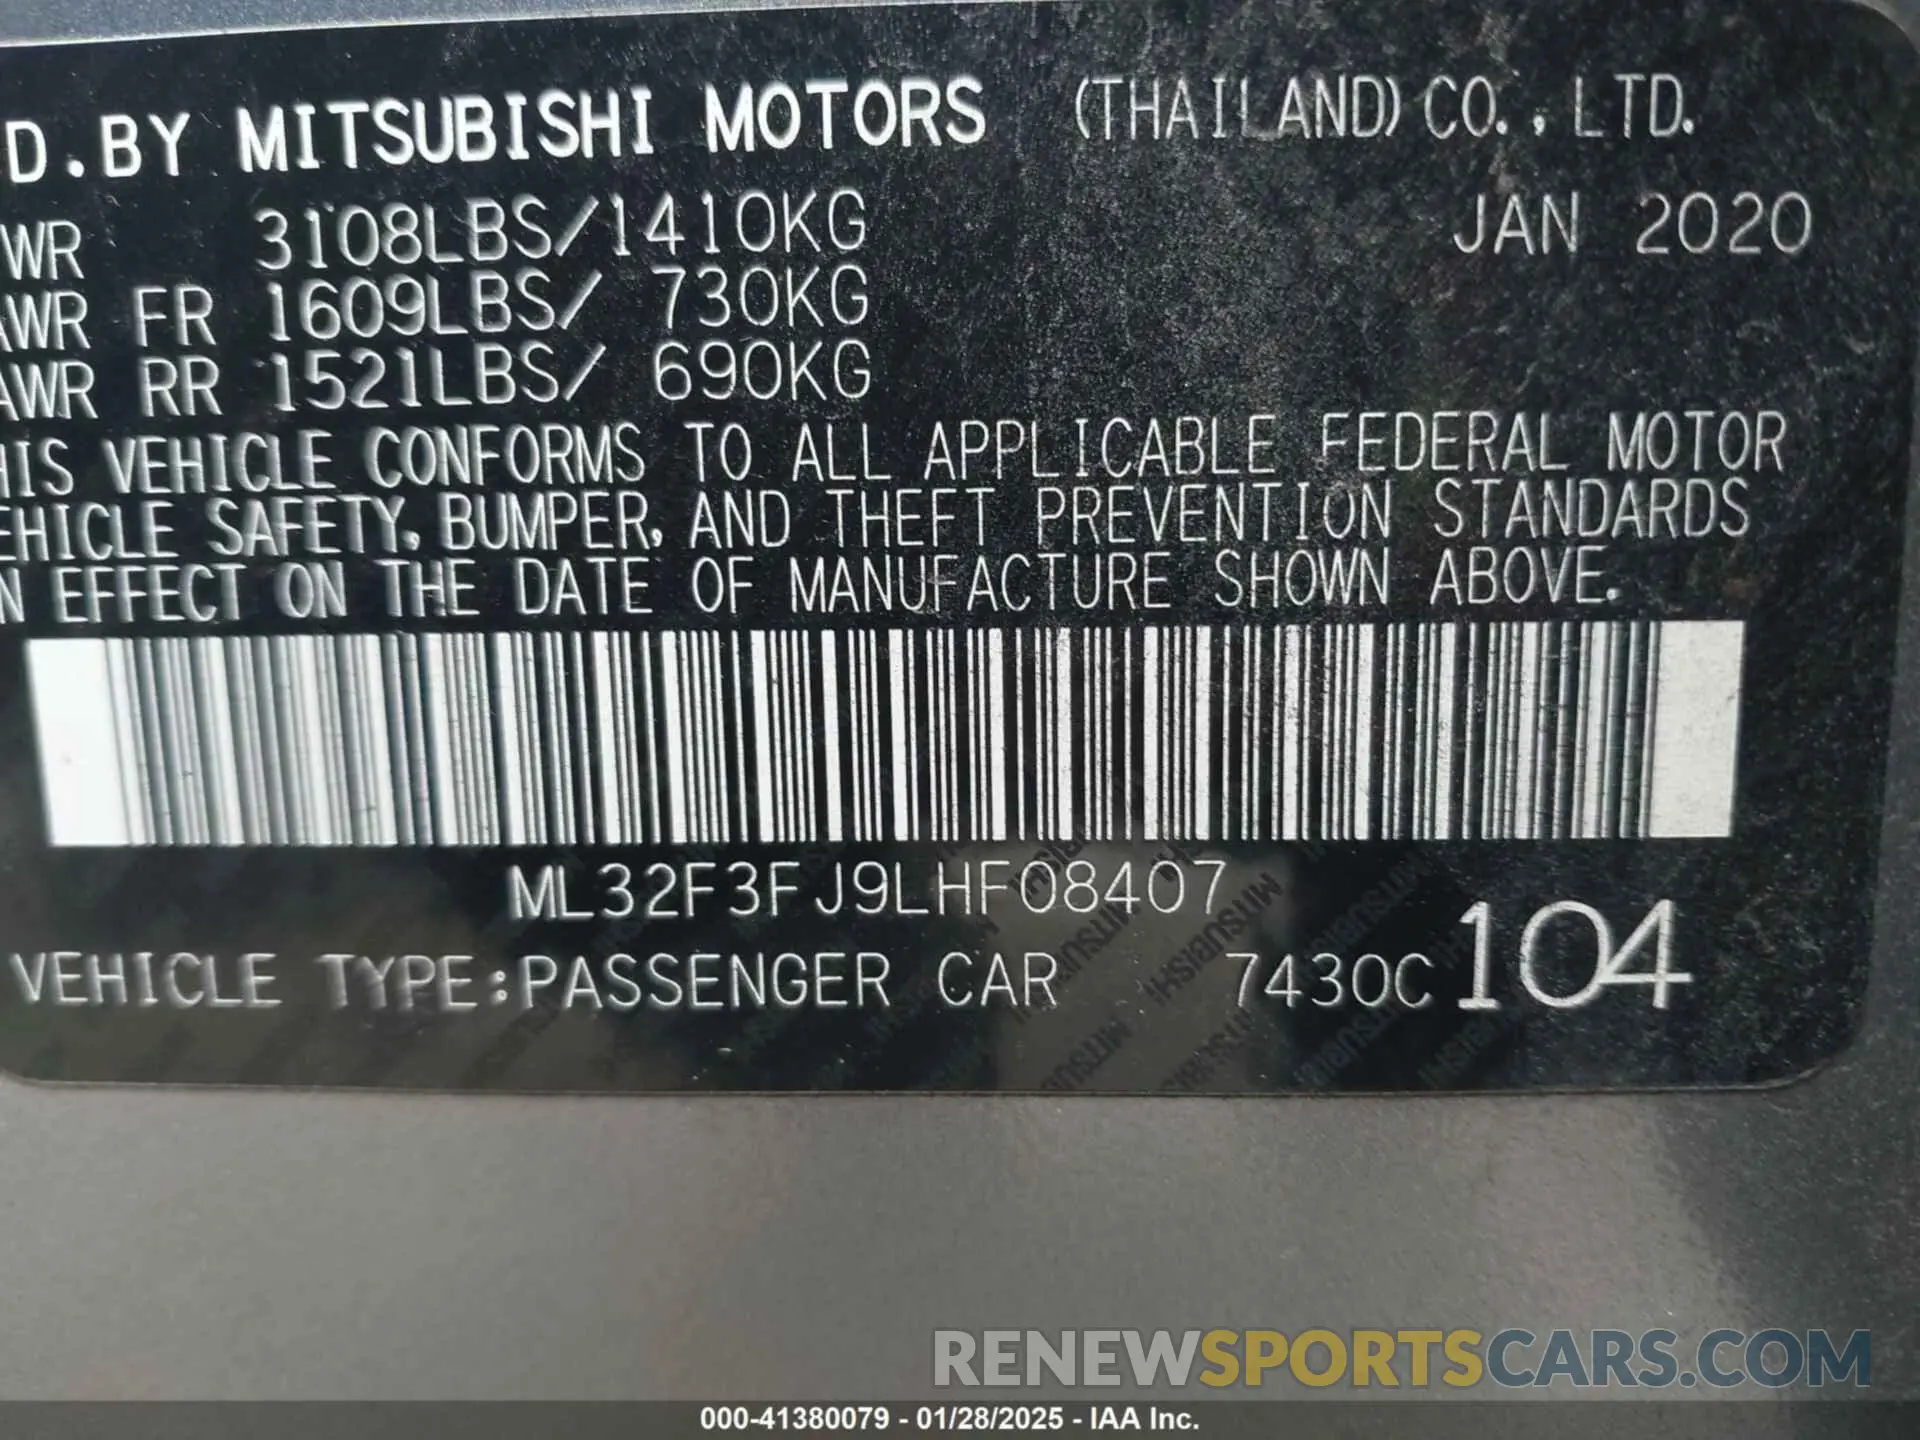 D.BY MITSUBISHI MOTORS (THAILAND) CO., LTD.
WR 3108LBS/1410KG JAN 2020
AWR FR 1609LBS/ 730KG
AWR RR 1521LBS/ 690KG
HIS VEHICLE CONFORMS TO ALL APPLICABLE FEDERAL MOTOR
EHICLE SAFETY, BUMPER, AND THEFT PREVENTION STANDARDS
N EFFECT ON THE DATE OF MANUFACTURE SHOWN ABOVE.
ML32F3FJ9LHF08407
VEHICLE TYPE:PASSENGER CAR 7430C 104
RENEWSPORTSCARS.COM
000-41380079 - 01/28/2025 - IAA Inc.